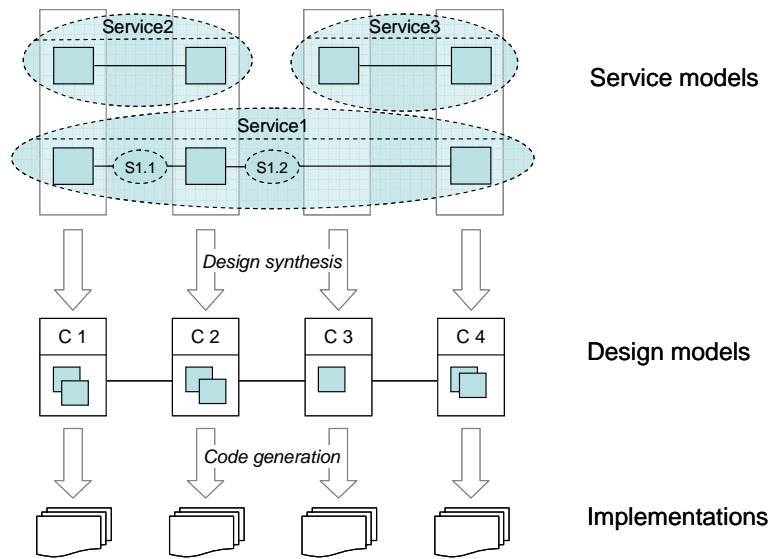 Service2
Service3
Service models
Service1
S1.1
S1.2
Design synthesis
C 1
C 2
C 3
C 4
Design models
Code generation
Implementations